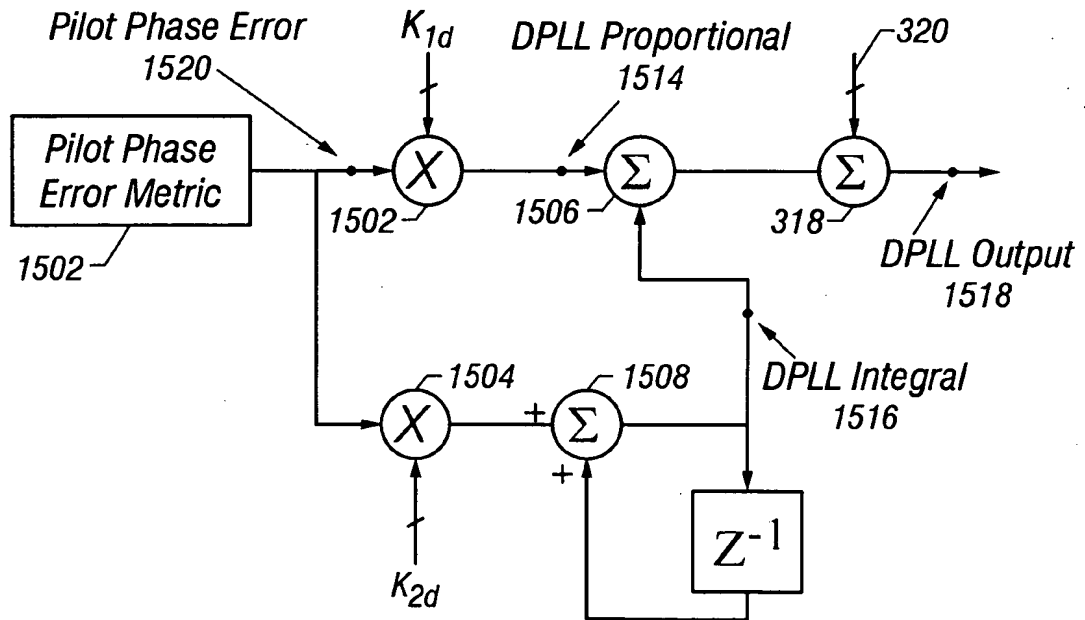 Pilot Phase Error
1520
K1d
DPLL Proportional
1514
320
Pilot Phase
Error Metric
1502
X
1502
Σ
1506
Σ
318
DPLL Output
1518
DPLL Integral
1516
X
1504
+
+
Σ
1508
K2d
Z-1